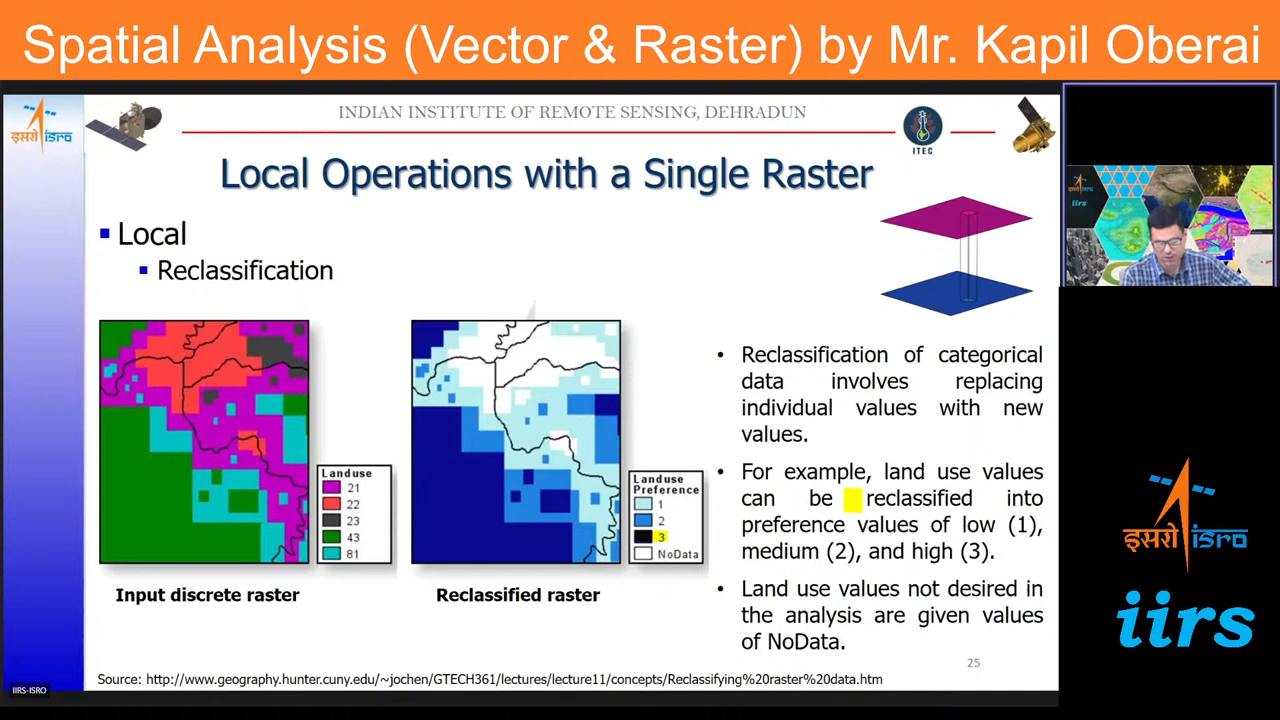 Spatial Analysis (Vector & Raster) by Mr. Kapil Oberai
इसरो isro
INDIAN INSTITUTE OF REMOTE SENSING, DEHRADUN
ITEC
Local Operations with a Single Raster
Local
Reclassification
Landuse
21
22
23
43
81
Landuse
Preference
1
2
3
NoData
Input discrete raster
Reclassified raster
• Reclassification of categorical
data involves replacing
individual values with new
values.
• For example, land use values
can be reclassified into
preference values of low (1),
medium (2), and high (3).
• Land use values not desired in
the analysis are given values
of NoData.
25
Source: http://www.geography.hunter.cuny.edu/~jochen/GTECH361/lectures/lecture11/concepts/Reclassifying%20raster%20data.htm
IIRS-ISRO
iirs
इसरो isro
iirs